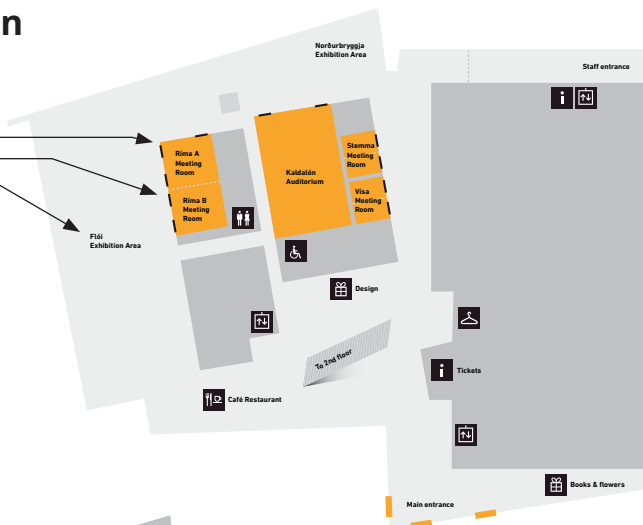 n
Norðurbryggja
Exhibition Area
Staff entrance
Ríma A
Meeting
Room
Ríma B
Meeting
Room
Kaldalón
Auditorium
Stemma
Meeting
Room
Vísa
Meeting
Room
Flói
Exhibition Area
Design
To 2nd floor
Tickets
Café Restaurant
Books & flowers
Main entrance